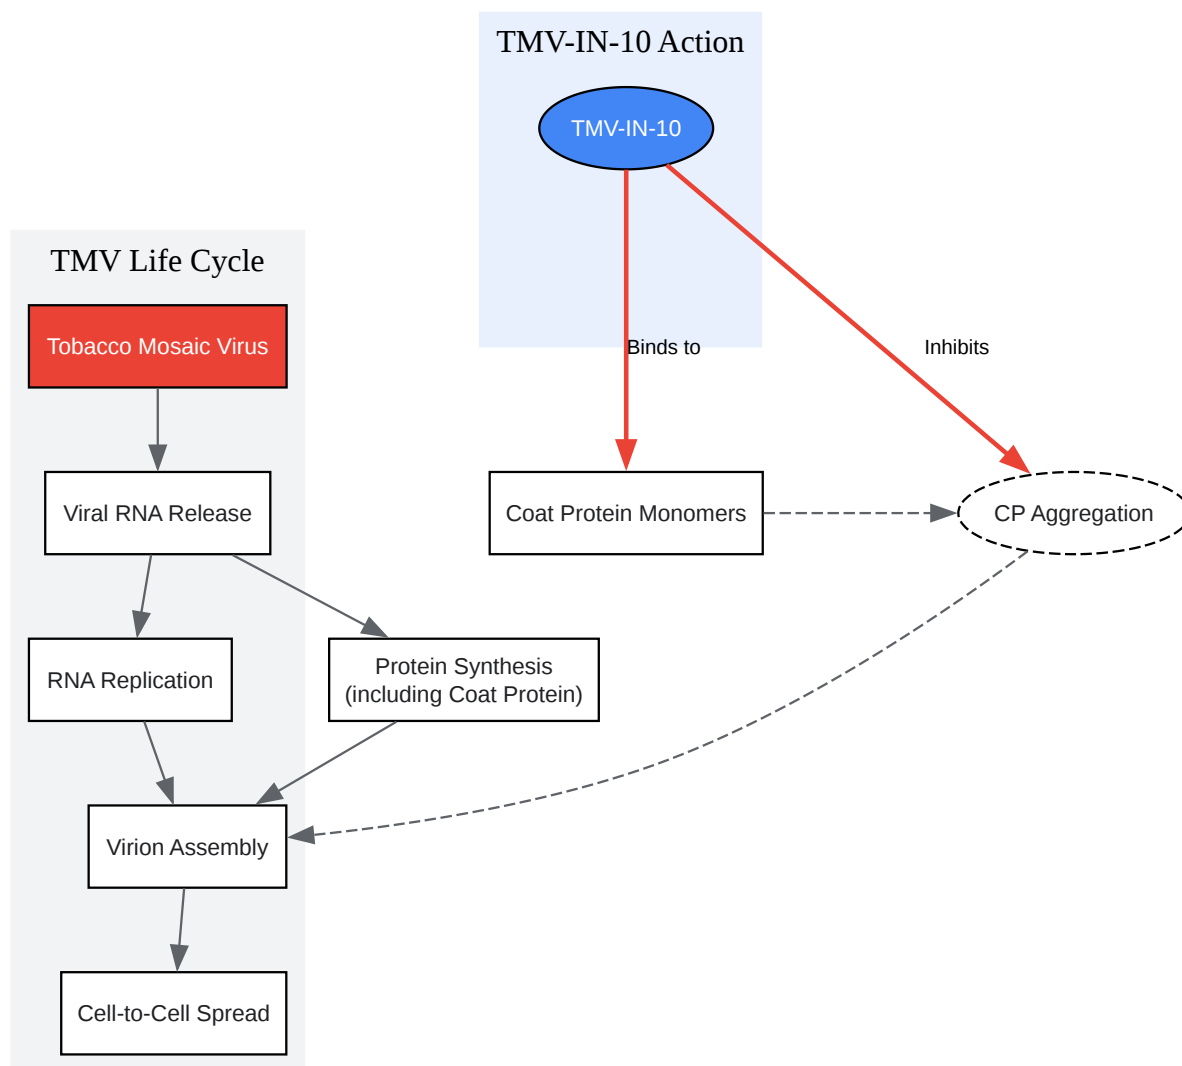 TMV-IN-10 Action
TMV-IN-10
TMV Life Cycle
Tobacco Mosaic Virus
Binds to
Inhibits
Viral RNA Release
Coat Protein Monomers
CP Aggregation
RNA Replication
Protein Synthesis
(including Coat Protein)
Virion Assembly
Cell-to-Cell Spread